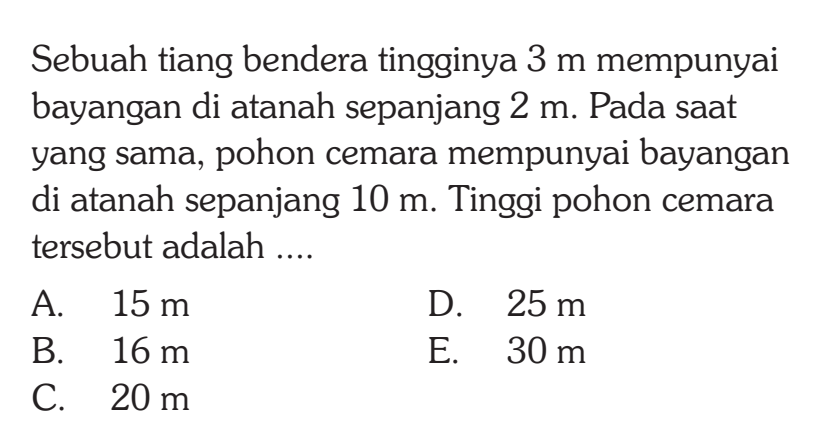 Sebuah tiang bendera tingginya 3 m mempunyai
bayangan di atanah sepanjang 2 m. Pada saat
yang sama, pohon cemara mempunyai bayangan
di atanah sepanjang 10 m. Tinggi pohon cemara
tersebut adalah ....
A. 15 m
B. 16 m
C. 20 m
D. 25 m
E. 30 m